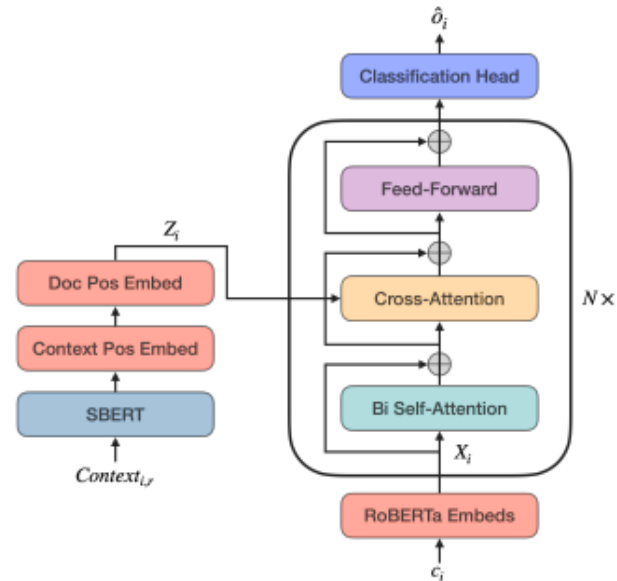 ô_i
Classification Head
Feed-Forward
Z_i
Doc Pos Embed
Cross-Attention
N×
Context Pos Embed
SBERT
Bi Self-Attention
X_i
Context_{i,r}
RoBERTa Embeds
c_i